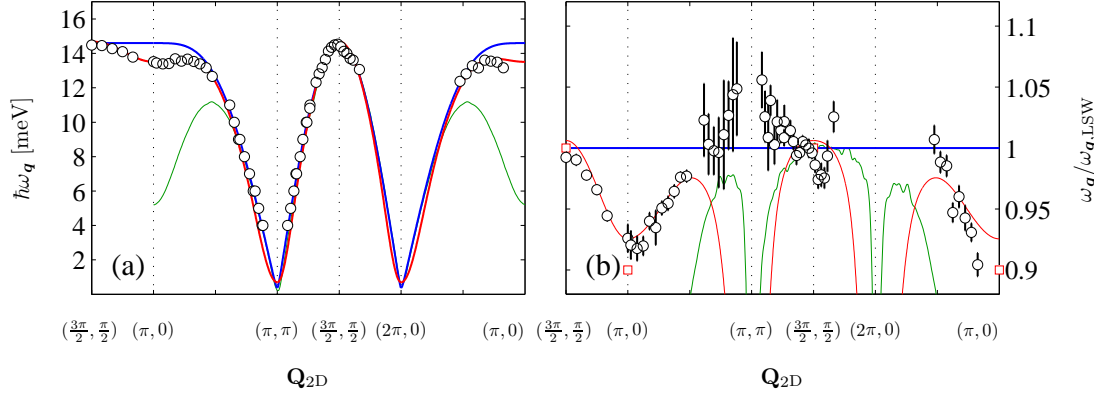 16
14
12
10
8
6
4
2
ħω_q [meV]
(a)
(3π/2, π/2) (π, 0) (π, π) (3π/2, π/2) (2π, 0) (π, 0)
Q_2D
1.1
1.05
1
0.95
0.9
ω_q/ω_q,LSW
(b)
(3π/2, π/2) (π, 0) (π, π) (3π/2, π/2) (2π, 0) (π, 0)
Q_2D